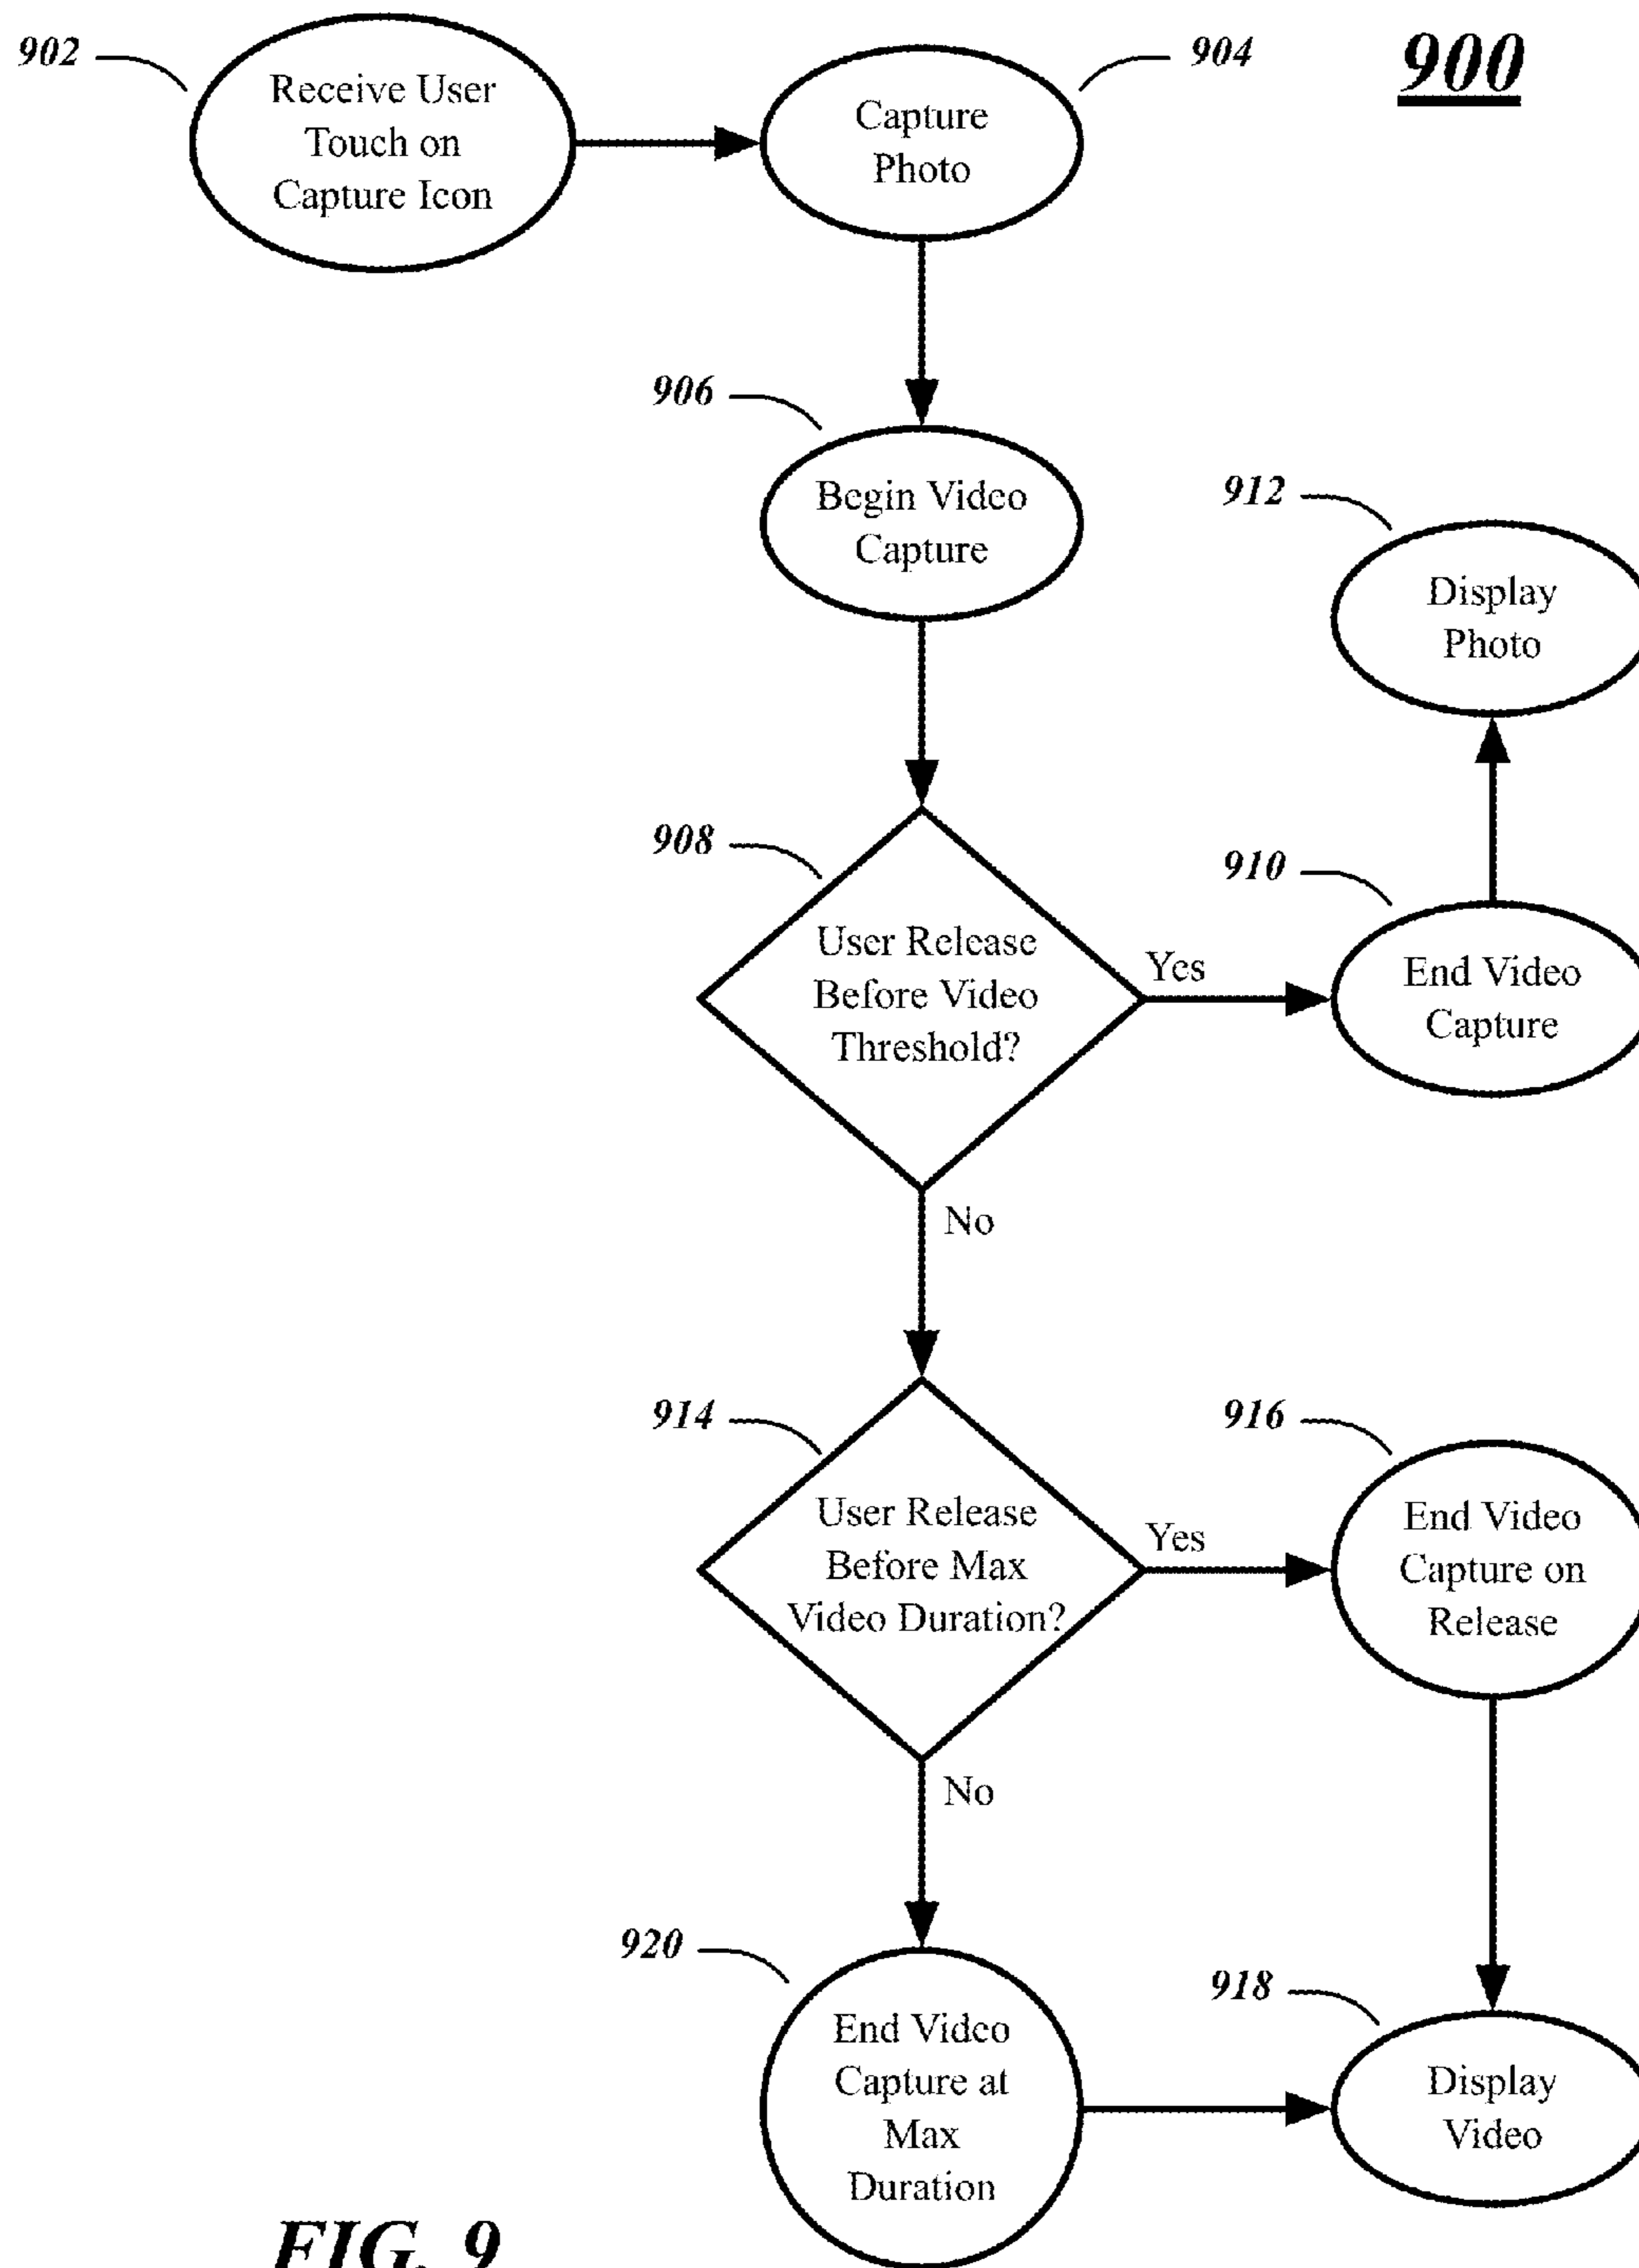 900
902
Receive User
Touch on
Capture Icon
904
Capture
Photo
906
Begin Video
Capture
912
Display
Photo
908
User Release
Before Video
Threshold?
Yes
910
End Video
Capture
No
914
User Release
Before Max
Video Duration?
Yes
916
End Video
Capture on
Release
No
920
End Video
Capture at
Max
Duration
918
Display
Video
FIG. 9